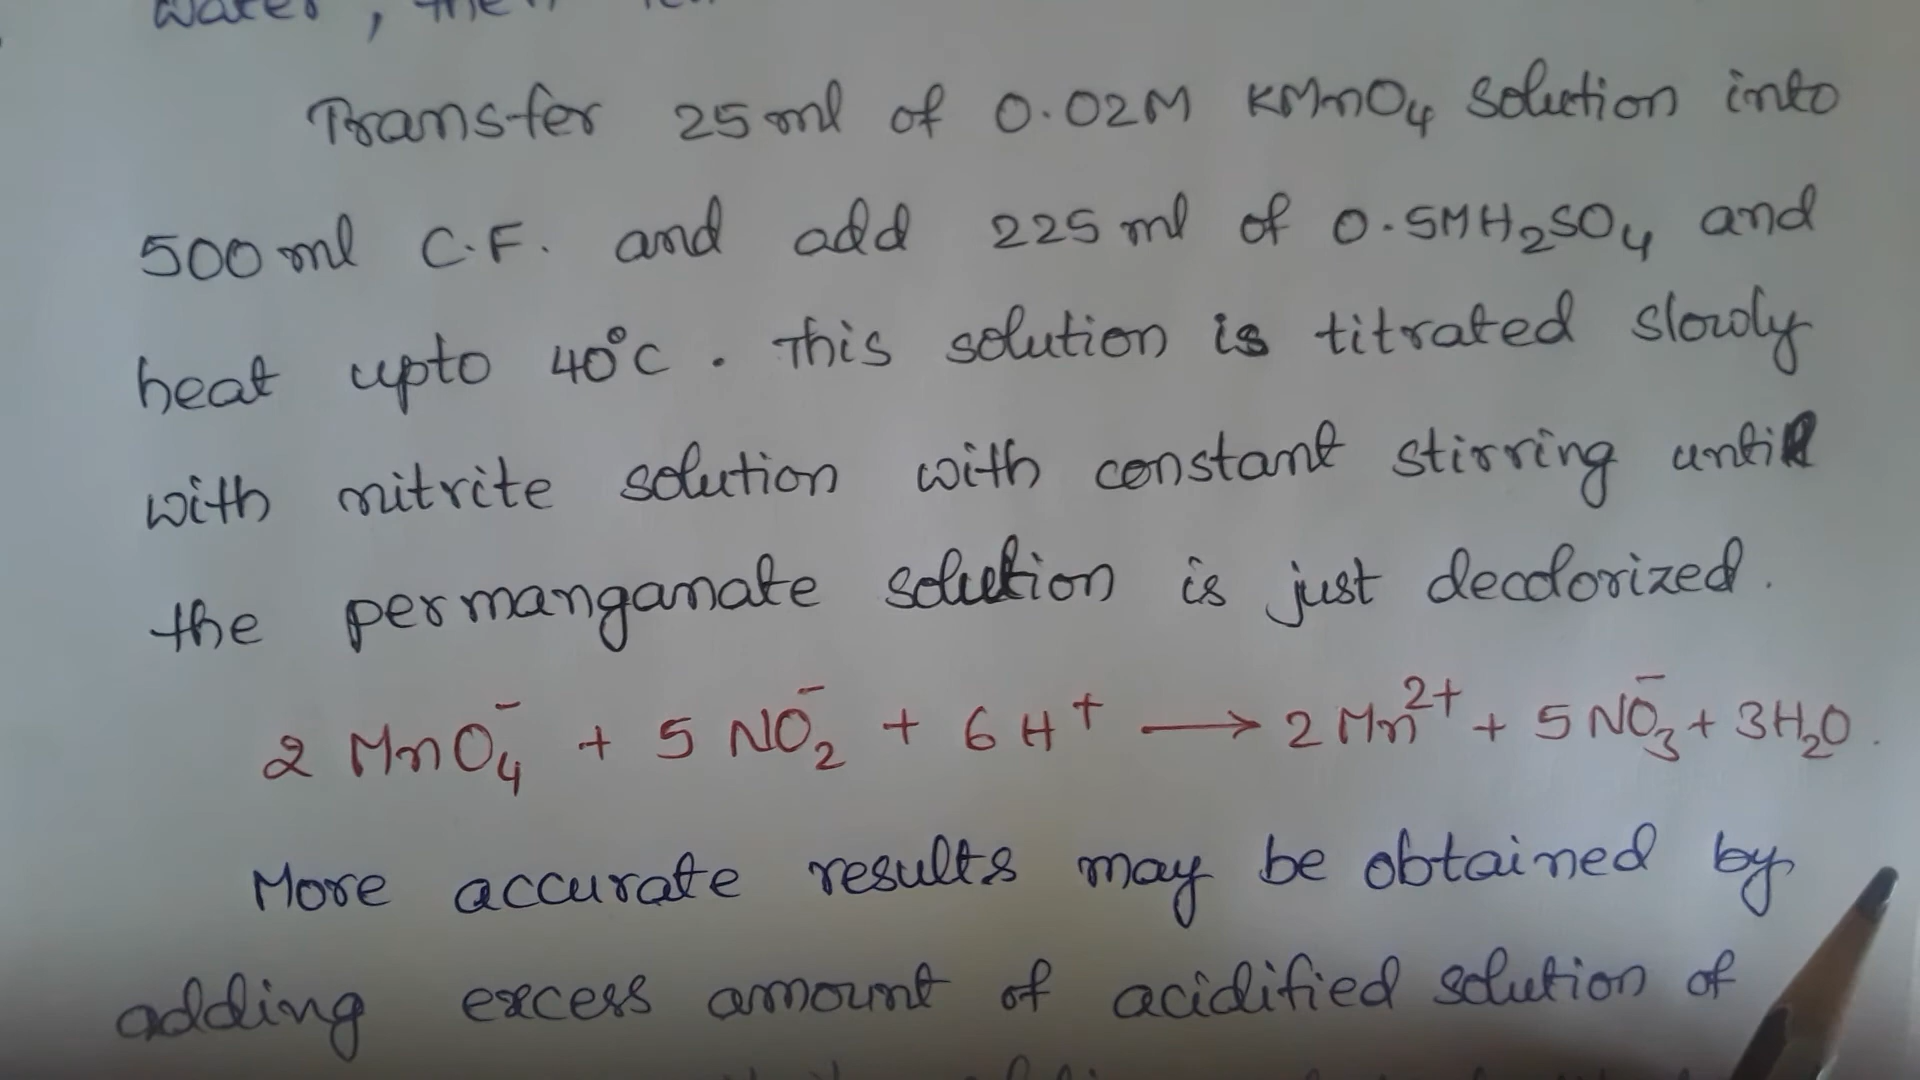 water, then
Transfer 25 ml of 0.02M KMnO₄ solution into
500 ml C.F. and add 225 ml of 0.5M H₂SO₄ and
heat upto 40°C. This solution is titrated slowly
with nitrite solution with constant stirring until
the permanganate solution is just decolorized.
2 MnO₄⁻ + 5 NO₂⁻ + 6 H⁺ ⟶ 2 Mn²⁺ + 5 NO₃⁻ + 3H₂O.
More accurate results may be obtained by
adding excess amount of acidified solution of